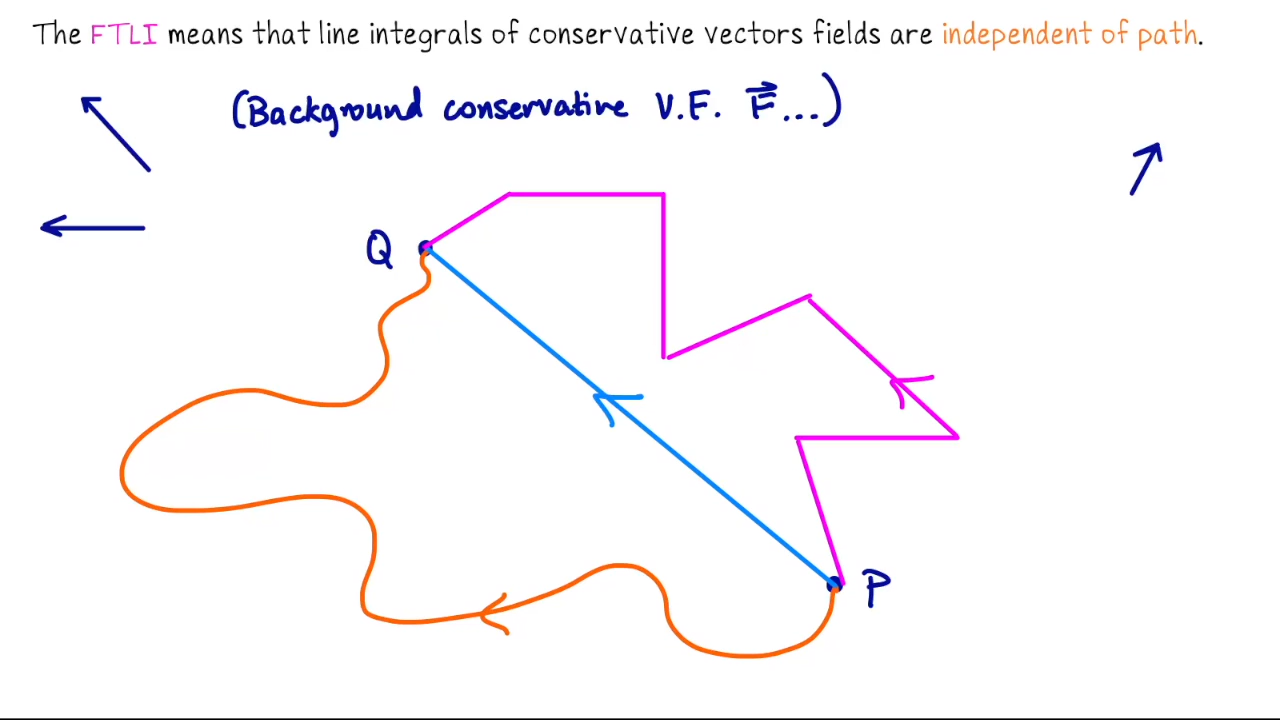 The FTLI means that line integrals of conservative vectors fields are independent of path.
(Background conservative V.F. F⃗...)
Q
P